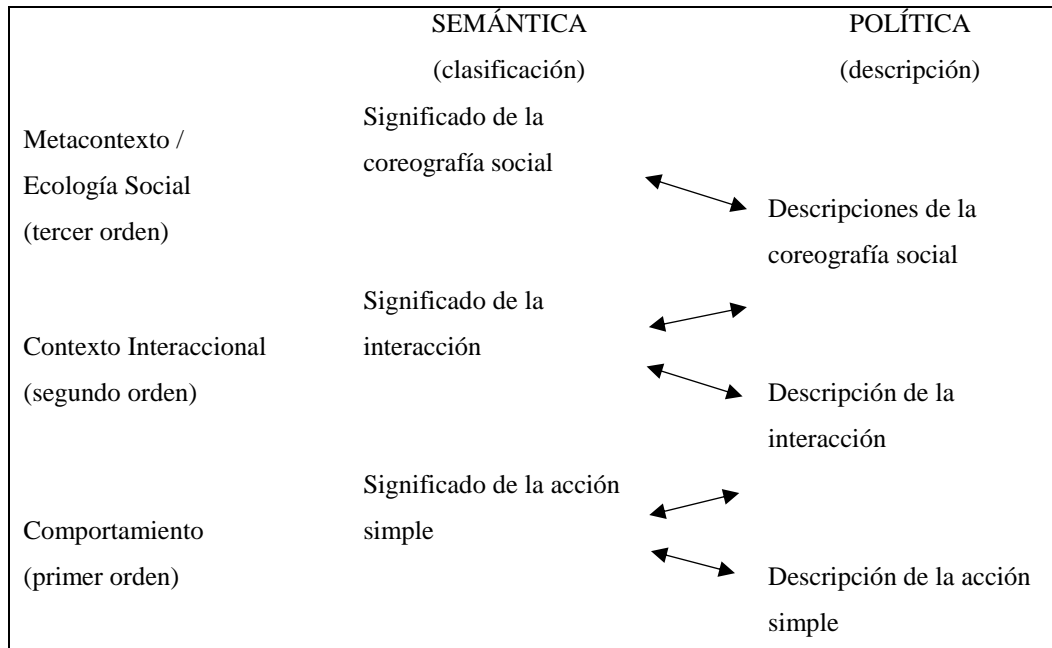 SEMÁNTICA
POLÍTICA
(clasificación)
(descripción)
Metacontexto /
Ecología Social
(tercer orden)
Significado de la
coreografía social
Descripciones de la
coreografía social
Contexto Interaccional
(segundo orden)
Significado de la
interacción
Descripción de la
interacción
Comportamiento
(primer orden)
Significado de la acción
simple
Descripción de la acción
simple